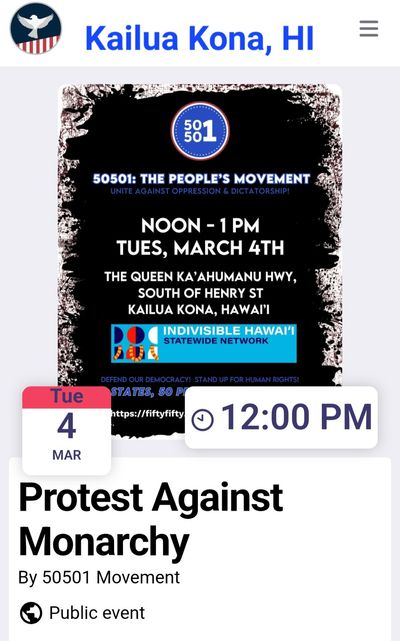 Kailua Kona, HI
50
50
1
50501: THE PEOPLE'S MOVEMENT
UNITE AGAINST OPPRESSION & DICTATORSHIP!
NOON - 1 PM
TUES, MARCH 4TH
THE QUEEN KA'AHUMANU HWY,
SOUTH OF HENRY ST
KAILUA KONA, HAWAI'I
INDIVISIBLE HAWAI'I
STATEWIDE NETWORK
DEFEND OUR DEMOCRACY! STAND UP FOR HUMAN RIGHTS!
STATES, 50 P
https://fiftyfifty.
Tue
4
MAR
12:00 PM
Protest Against
Monarchy
By 50501 Movement
Public event